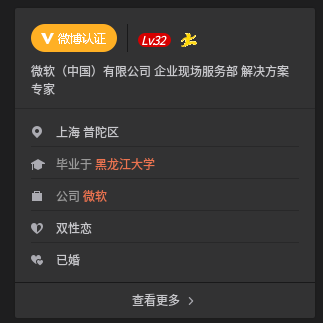 微博认证
Lv32
微软（中国）有限公司 企业现场服务部 解决方案
专家
上海 普陀区
毕业于 黑龙江大学
公司 微软
双性恋
已婚
查看更多